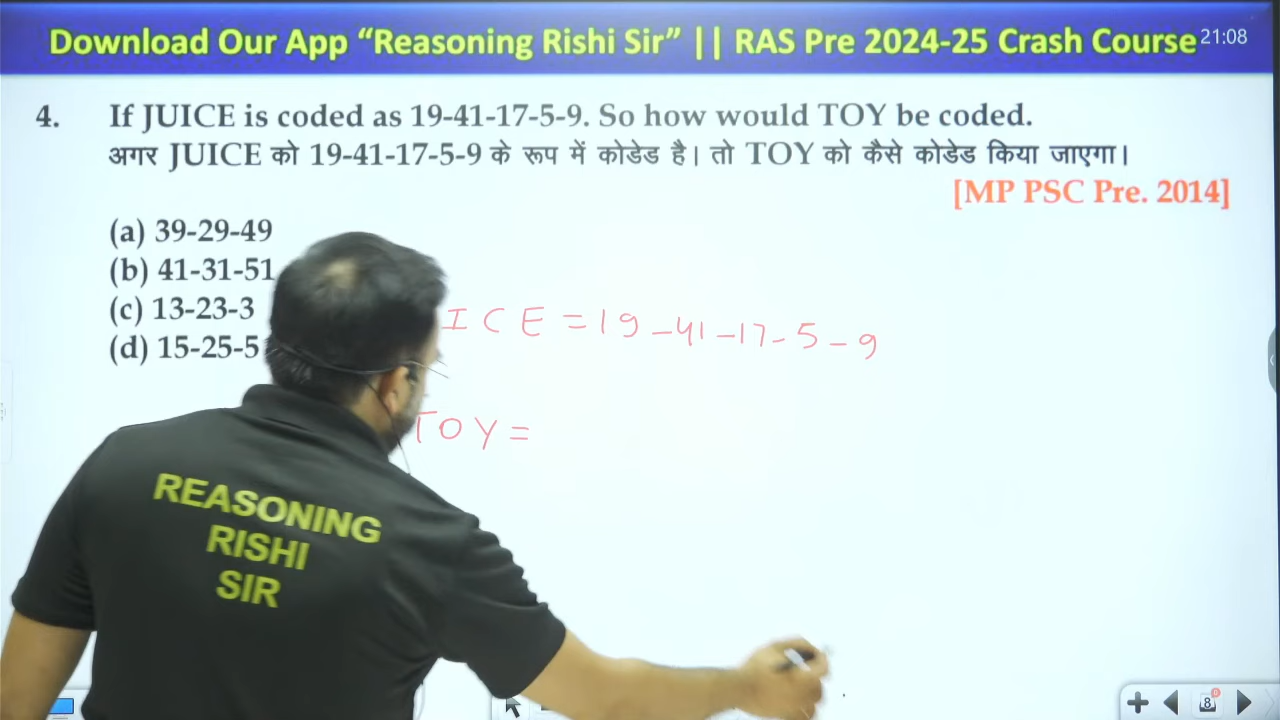 Download Our App “Reasoning Rishi Sir” || RAS Pre 2024-25 Crash Course
21:08
4. If JUICE is coded as 19-41-17-5-9. So how would TOY be coded.
अगर JUICE को 19-41-17-5-9 के रूप में कोडेड है। तो TOY को कैसे कोडेड किया जाएगा।
[MP PSC Pre. 2014]
(a) 39-29-49
(b) 41-31-51
(c) 13-23-3
(d) 15-25-5
ICE = 19-41-17-5-9
TOY =
REASONING
RISHI
SIR
8